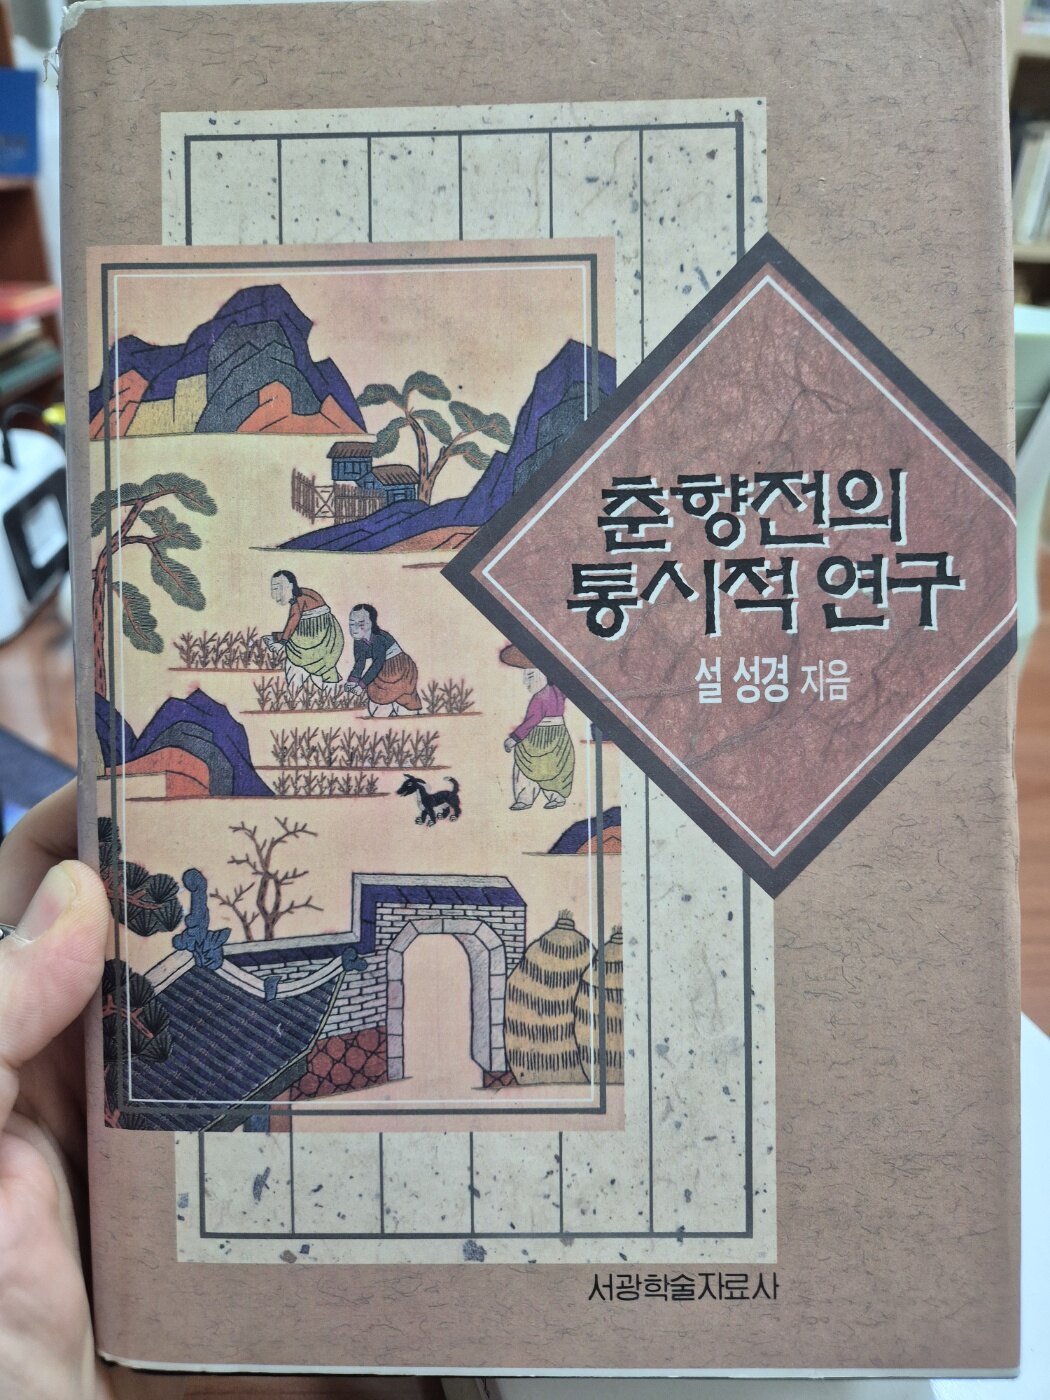 춘향전의
통시적 연구
설 성경 지음
서광학술자료사